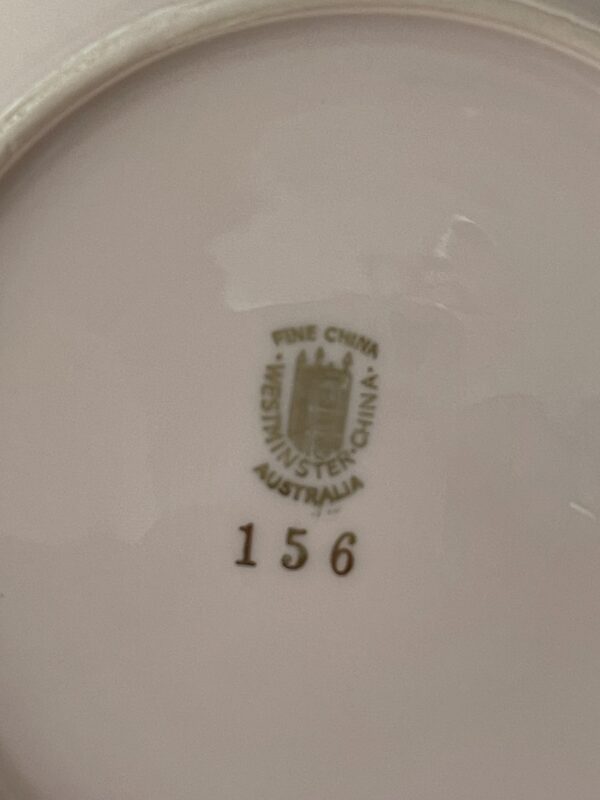 FINE CHINA
· WESTMINSTER · CHINA ·
AUSTRALIA
156